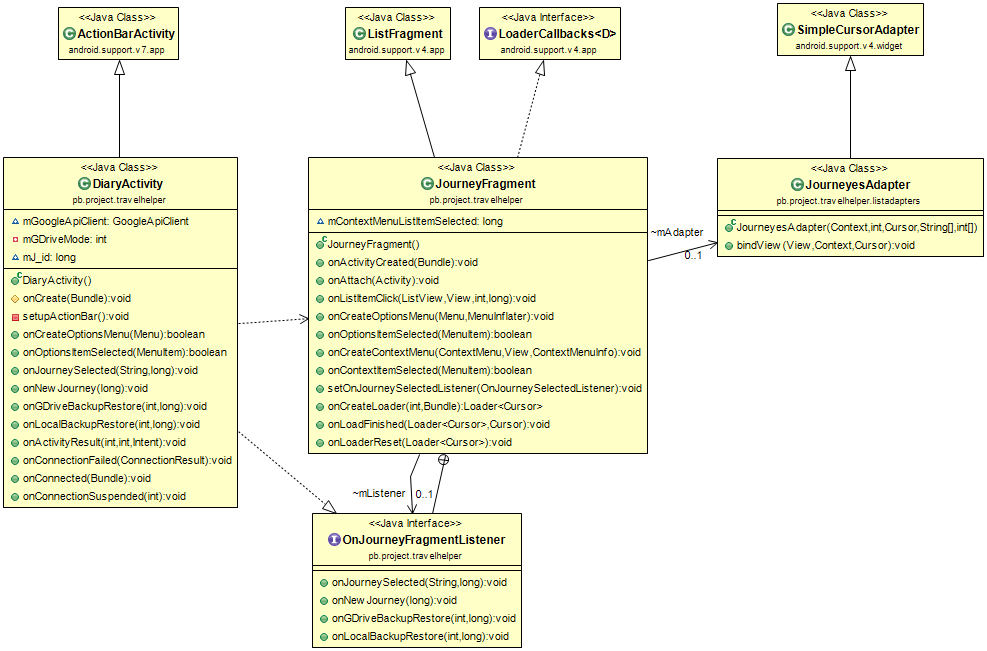 <<Java Class>>
ActionBarActivity
android.support.v7.app
<<Java Class>>
ListFragment
android.support.v4.app
<<Java Interface>>
LoaderCallbacks<D>
android.support.v4.app
<<Java Class>>
SimpleCursorAdapter
android.support.v4.widget
<<Java Class>>
DiaryActivity
pb.project.travelhelper
mGoogleApiClient: GoogleApiClient
mGDriveMode: int
mJ_id: long
DiaryActivity()
onCreate(Bundle):void
setupActionBar():void
onCreateOptionsMenu(Menu):boolean
onOptionsItemSelected(MenuItem):boolean
onJourneySelected(String,long):void
onNewJourney(long):void
onGDriveBackupRestore(int,long):void
onLocalBackupRestore(int,long):void
onActivityResult(int,int,Intent):void
onConnectionFailed(ConnectionResult):void
onConnected(Bundle):void
onConnectionSuspended(int):void
<<Java Class>>
JourneyFragment
pb.project.travelhelper
mContextMenuListItemSelected: long
JourneyFragment()
onActivityCreated(Bundle):void
onAttach(Activity):void
onListItemClick(ListView,View,int,long):void
onCreateOptionsMenu(Menu,MenuInflater):void
onOptionsItemSelected(MenuItem):boolean
onCreateContextMenu(ContextMenu,View,ContextMenuInfo):void
onContextItemSelected(MenuItem):boolean
setOnJourneySelectedListener(OnJourneySelectedListener):void
onCreateLoader(int,Bundle):Loader<Cursor>
onLoadFinished(Loader<Cursor>,Cursor):void
onLoaderReset(Loader<Cursor>):void
~mAdapter
0..1
<<Java Class>>
JourneyesAdapter
pb.project.travelhelper.listadapters
JourneyesAdapter(Context,int,Cursor,String[],int[])
bindView(View,Context,Cursor):void
~mListener
0..1
<<Java Interface>>
OnJourneyFragmentListener
pb.project.travelhelper
onJourneySelected(String,long):void
onNewJourney(long):void
onGDriveBackupRestore(int,long):void
onLocalBackupRestore(int,long):void